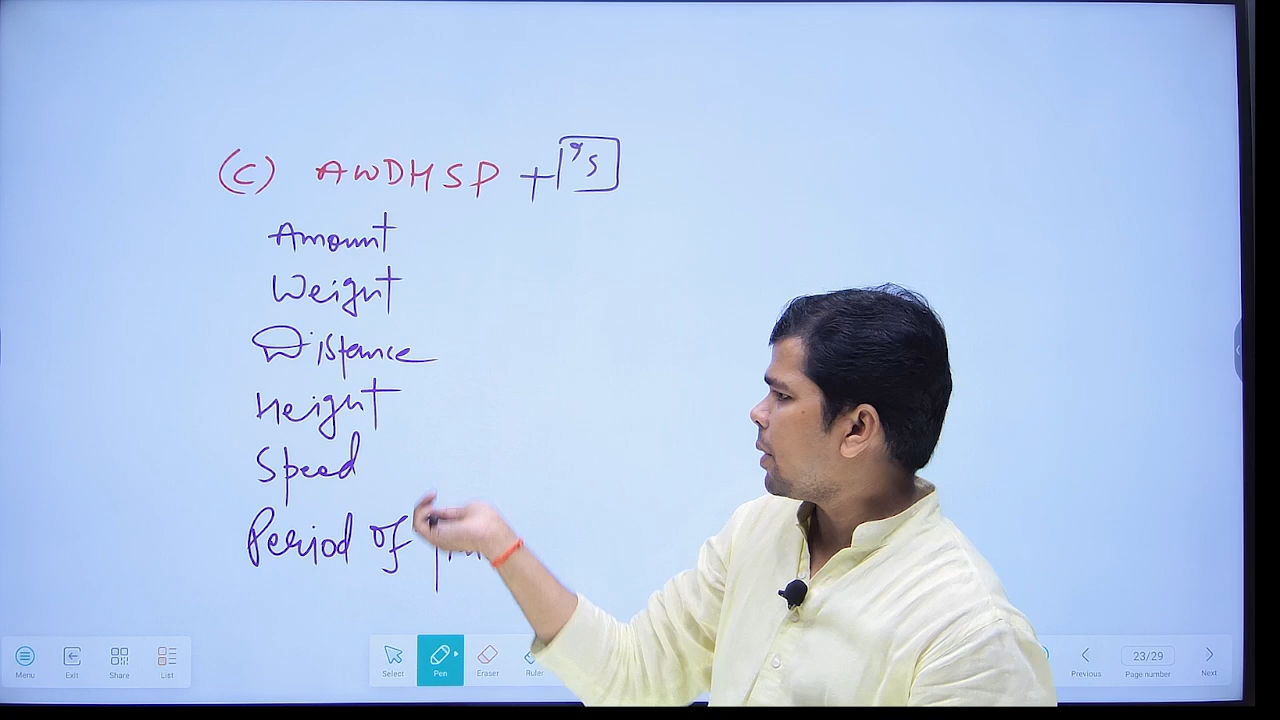 (C) AWDHSP + 's
Amount
Weight
Distance
Height
Speed
Period of
Menu
Exit
Share
List
Select
Pen
Eraser
Ruler
Previous
23/29
Page number
Next